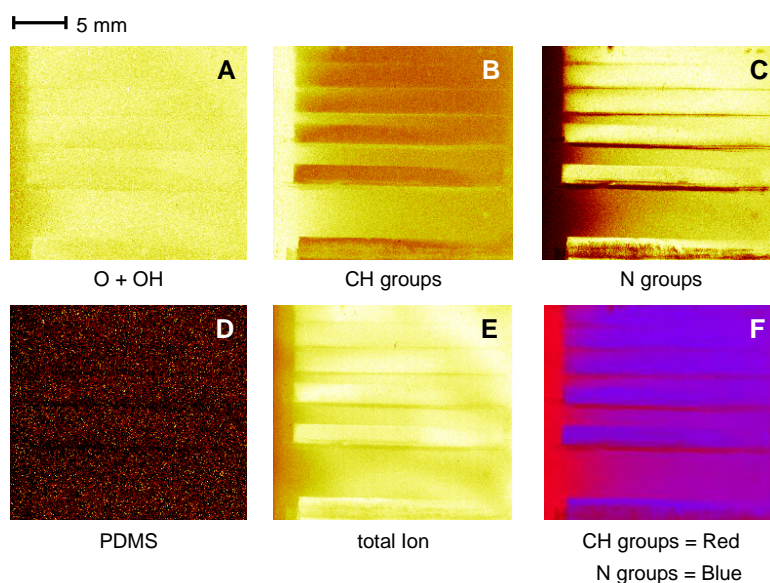 5 mm
A
B
C
O + OH
CH groups
N groups
D
E
F
PDMS
total Ion
CH groups = Red
N groups = Blue